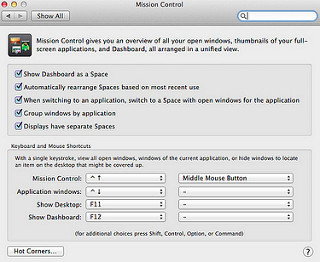 Mission Control
Show All
Mission Control gives you an overview of all your open windows, thumbnails of your full-
screen applications, and Dashboard, all arranged in a unified view.
Show Dashboard as a Space
Automatically rearrange Spaces based on most recent use
When switching to an application, switch to a Space with open windows for the application
Group windows by application
Displays have separate Spaces
Keyboard and Mouse Shortcuts
With a single keystroke, view all open windows, windows of the current application, or hide windows to locate
an item on the desktop that might be covered up.
Mission Control: ^↑ Middle Mouse Button
Application windows: ^↓ –
Show Desktop: F11 –
Show Dashboard: F12 –
(for additional choices press Shift, Control, Option, or Command)
Hot Corners...
?